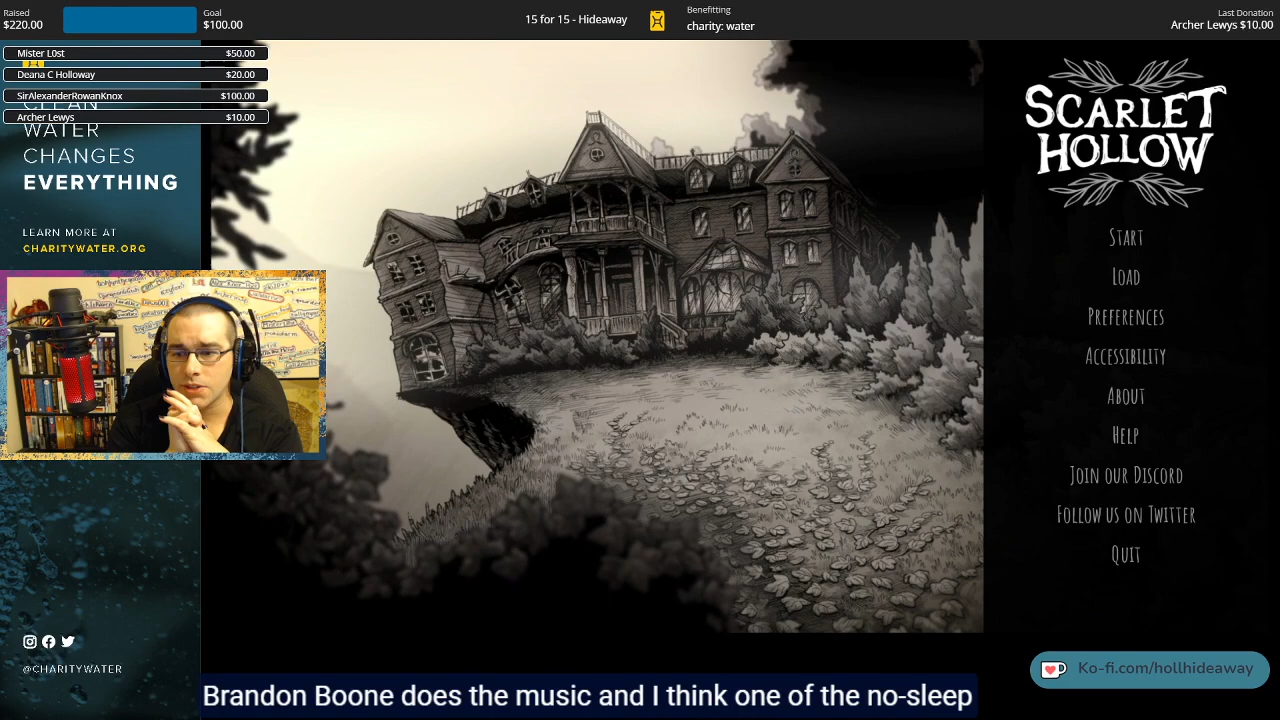 Raised
$220.00
Goal
$100.00
15 for 15 - Hideaway
Benefitting
charity: water
Last Donation
Archer Lewys $10.00
Mister L0st $50.00
Deana C Holloway $20.00
SirAlexanderRowanKnox $100.00
Archer Lewys $10.00
CLEAN
WATER
CHANGES
EVERYTHING
LEARN MORE AT
CHARITYWATER.ORG
@CHARITYWATER
SCARLET
HOLLOW
START
LOAD
PREFERENCES
ACCESSIBILITY
ABOUT
HELP
JOIN OUR DISCORD
FOLLOW US ON TWITTER
QUIT
Ko-fi.com/hollhideaway
Brandon Boone does the music and I think one of the no-sleep